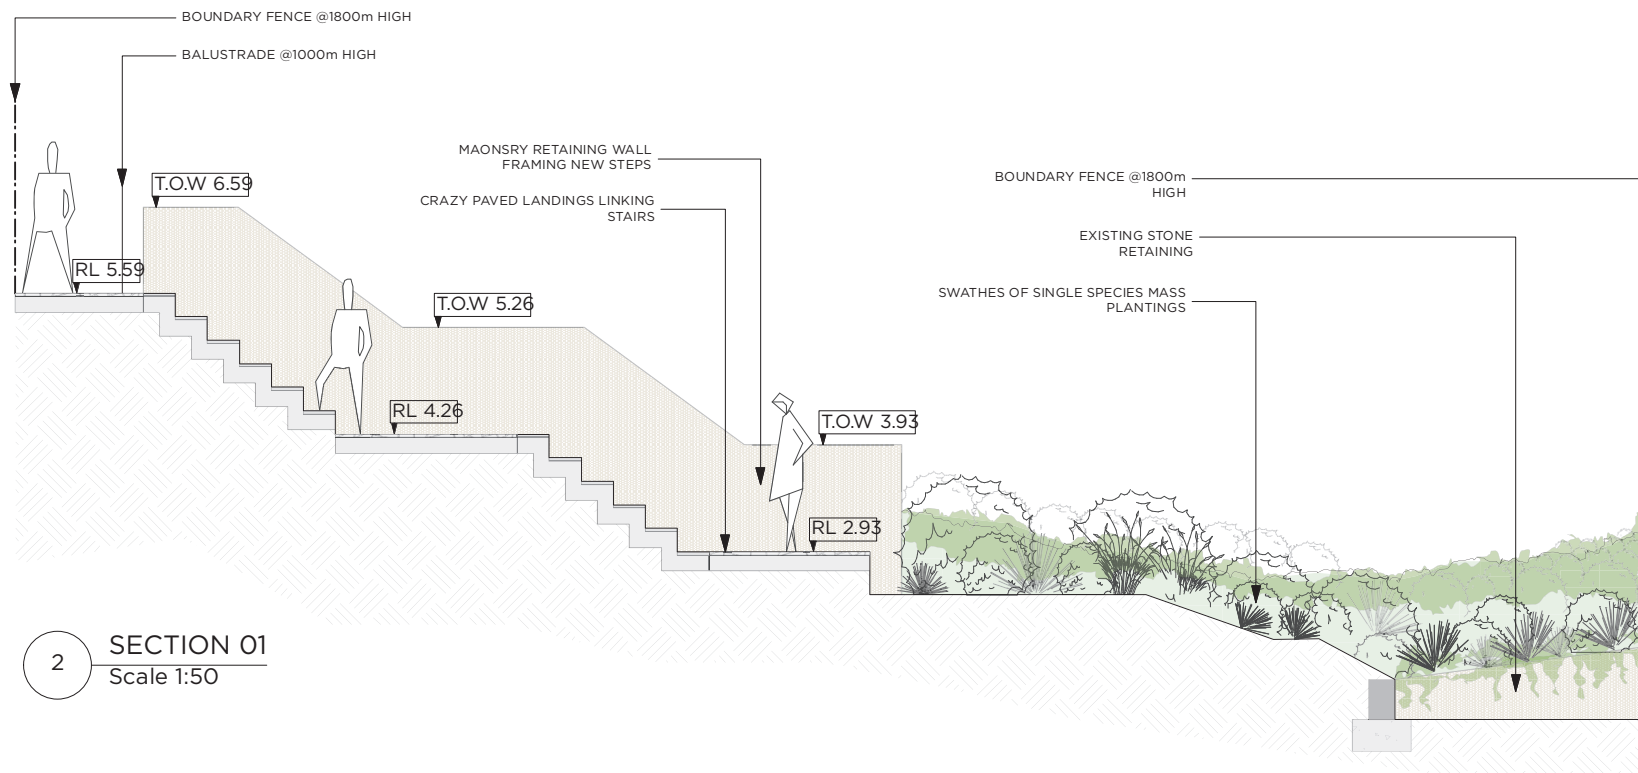 BOUNDARY FENCE @1800m HIGH
BALUSTRADE @1000m HIGH
MAONSRY RETAINING WALL
FRAMING NEW STEPS
BOUNDARY FENCE @1800m
HIGH
T.O.W 6.59
CRAZY PAVED LANDINGS LINKING
STAIRS
EXISTING STONE
RETAINING
RL 5.59
SWATHES OF SINGLE SPECIES MASS
PLANTINGS
T.O.W 5.26
RL 4.26
T.O.W 3.93
RL 2.93
2
SECTION 01
Scale 1:50